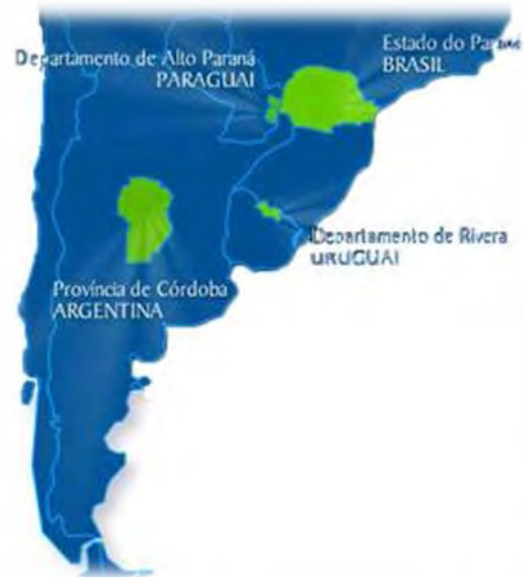 Departamento de Alto Paraná
PARAGUAI
Estado do Paraná
BRASIL
Departamento de Rivera
URUGUAI
Província de Córdoba
ARGENTINA